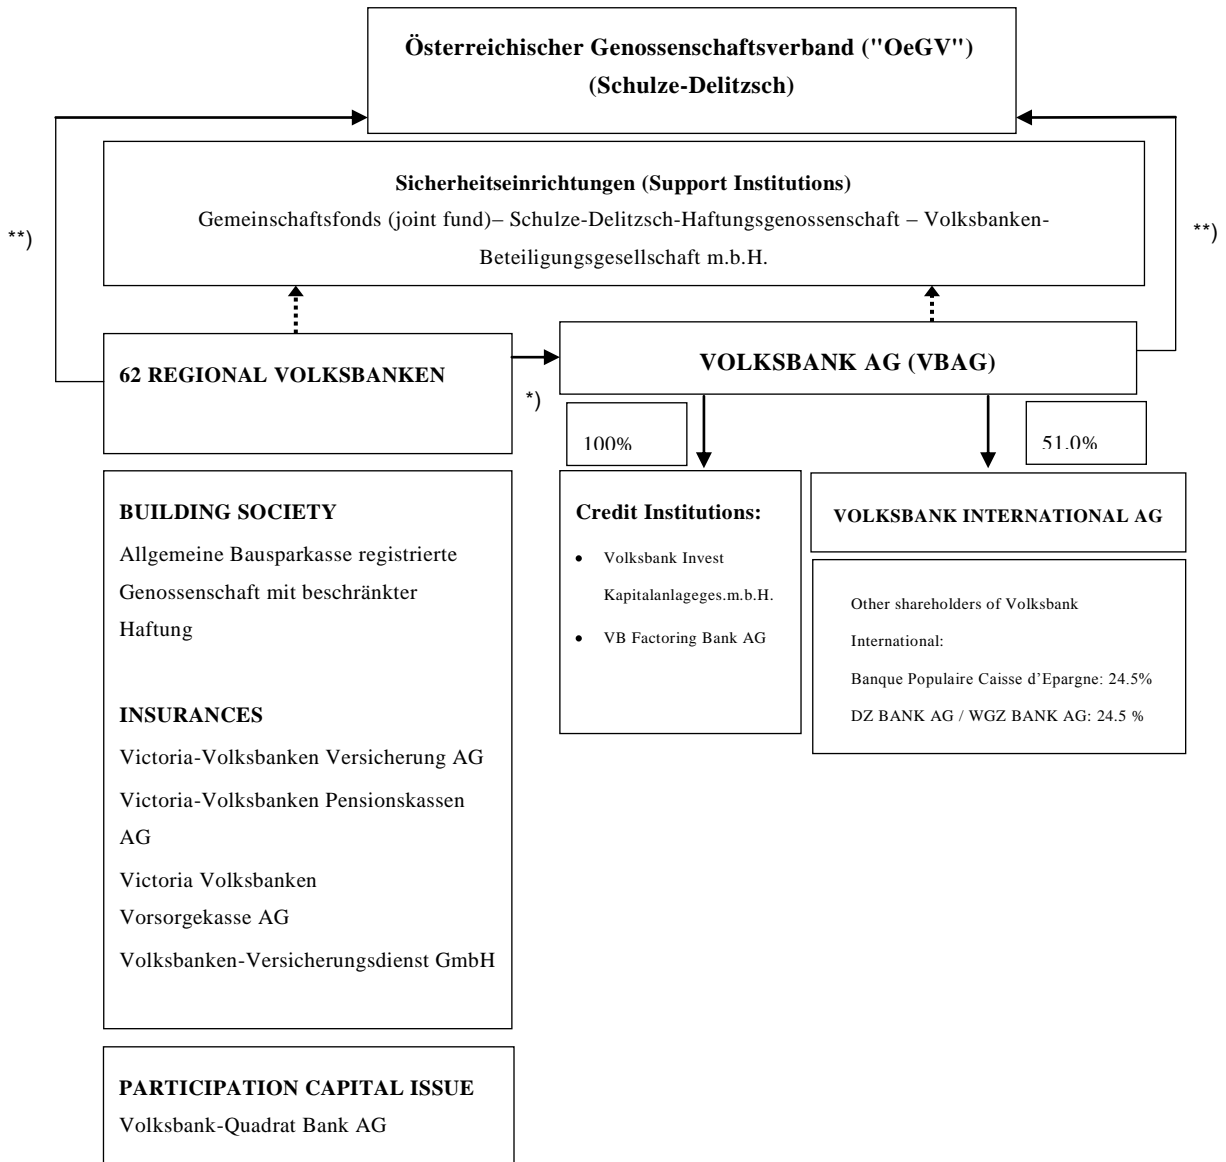 Österreichischer Genossenschaftsverband ("OeGV")
(Schulze-Delitzsch)
Sicherheitseinrichtungen (Support Institutions)
Gemeinschaftsfonds (joint fund)– Schulze-Delitzsch-Haftungsgenossenschaft – Volksbanken-
Beteiligungsgesellschaft m.b.H.
**)
**)
62 REGIONAL VOLKSBANKEN
*)
VOLKSBANK AG (VBAG)
100%
51.0%
BUILDING SOCIETY
Allgemeine Bausparkasse registrierte
Genossenschaft mit beschränkter
Haftung
INSURANCES
Victoria-Volksbanken Versicherung AG
Victoria-Volksbanken Pensionskassen
AG
Victoria Volksbanken
Vorsorgekasse AG
Volksbanken-Versicherungsdienst GmbH
Credit Institutions:
• Volksbank Invest
Kapitalanlageges.m.b.H.
• VB Factoring Bank AG
VOLKSBANK INTERNATIONAL AG
Other shareholders of Volksbank
International:
Banque Populaire Caisse d’Epargne: 24.5%
DZ BANK AG / WGZ BANK AG: 24.5 %
PARTICIPATION CAPITAL ISSUE
Volksbank-Quadrat Bank AG